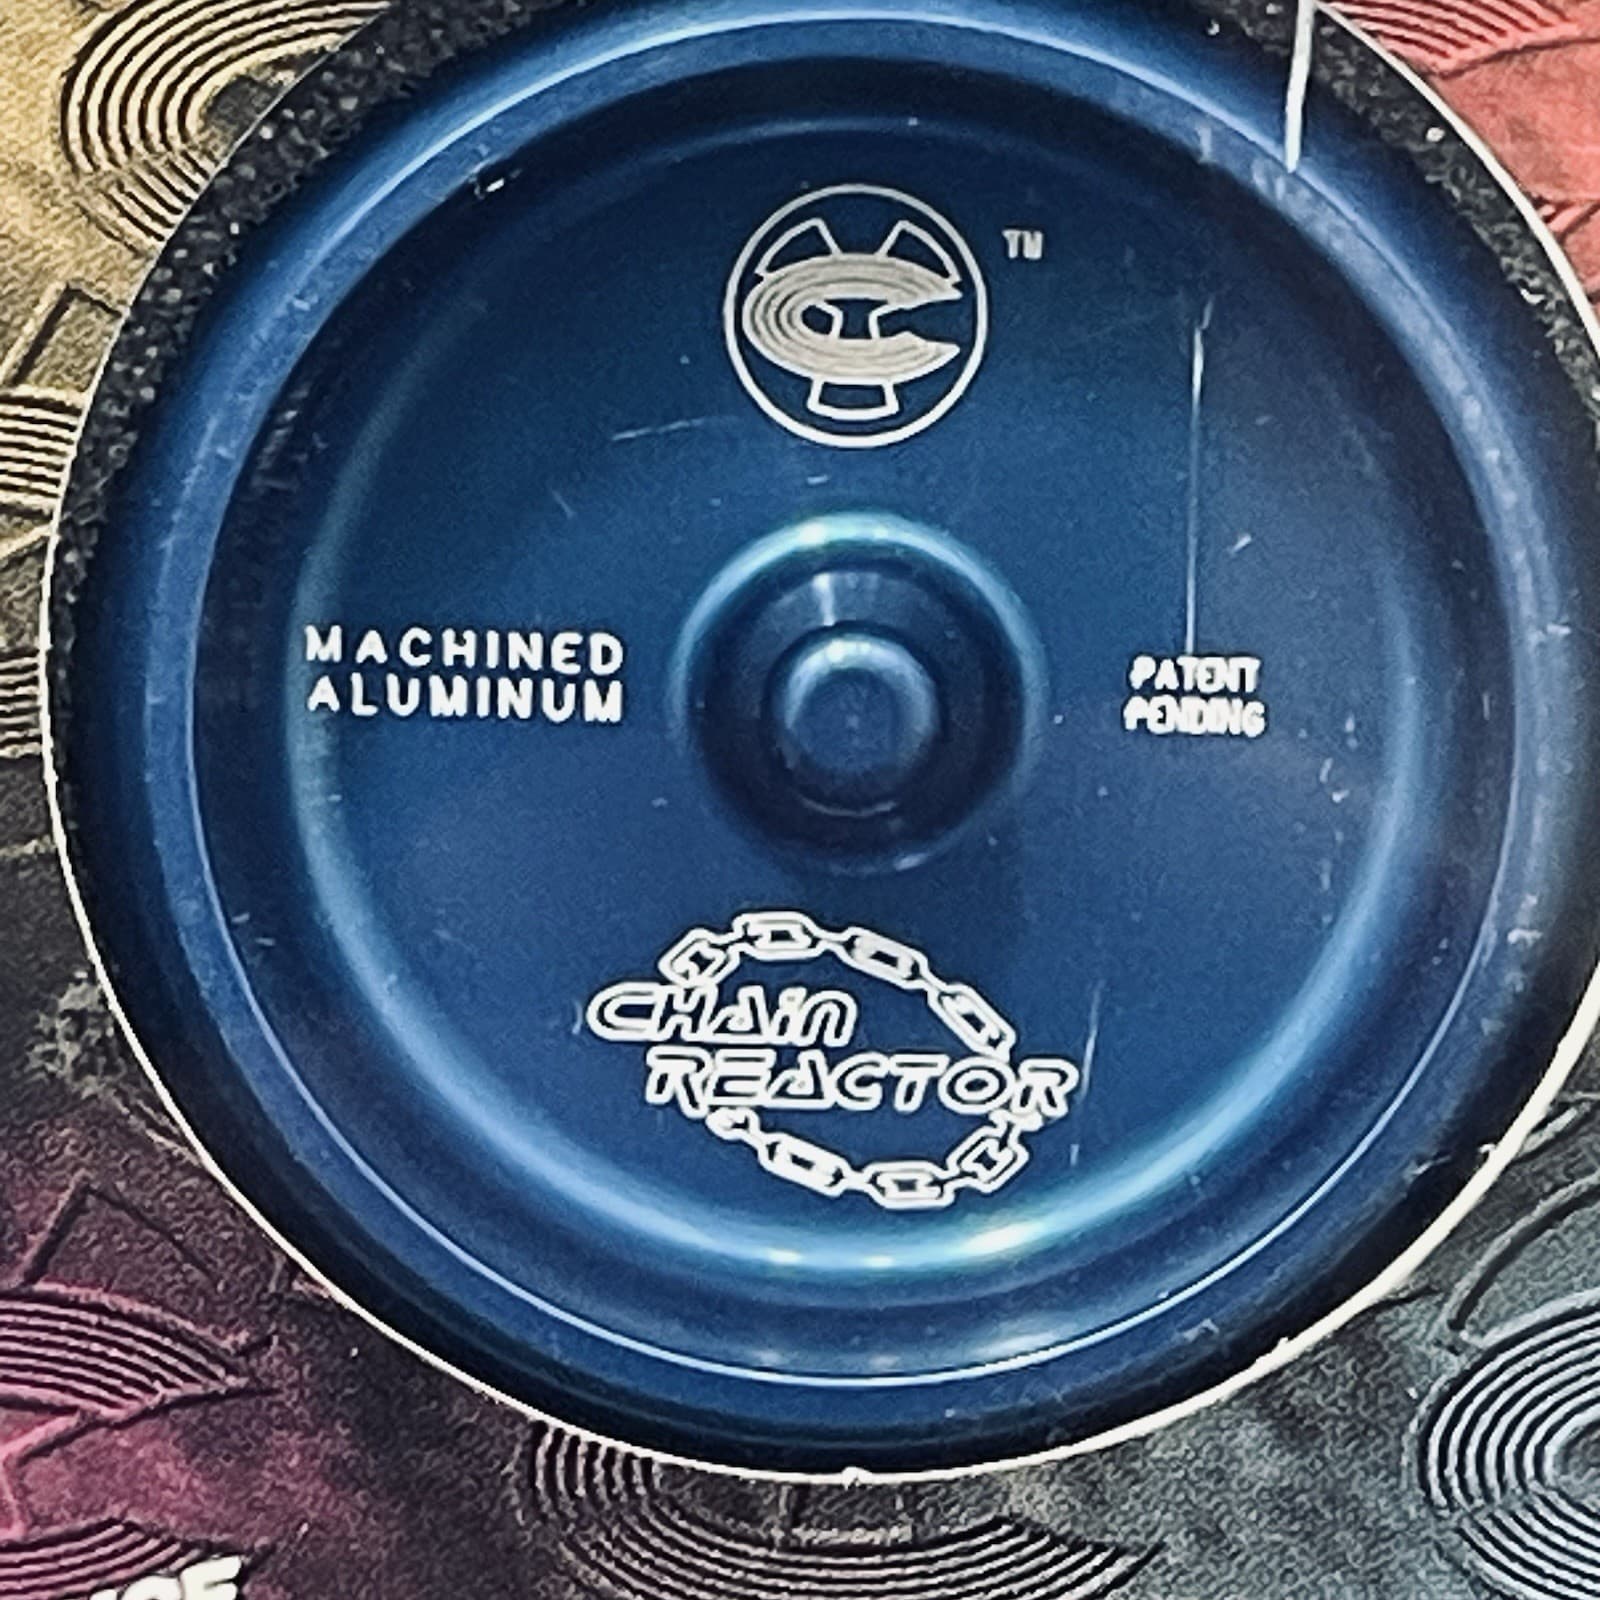 TM
MACHINED
ALUMINUM
PATENT
PENDING
CHAiN
REACTOR